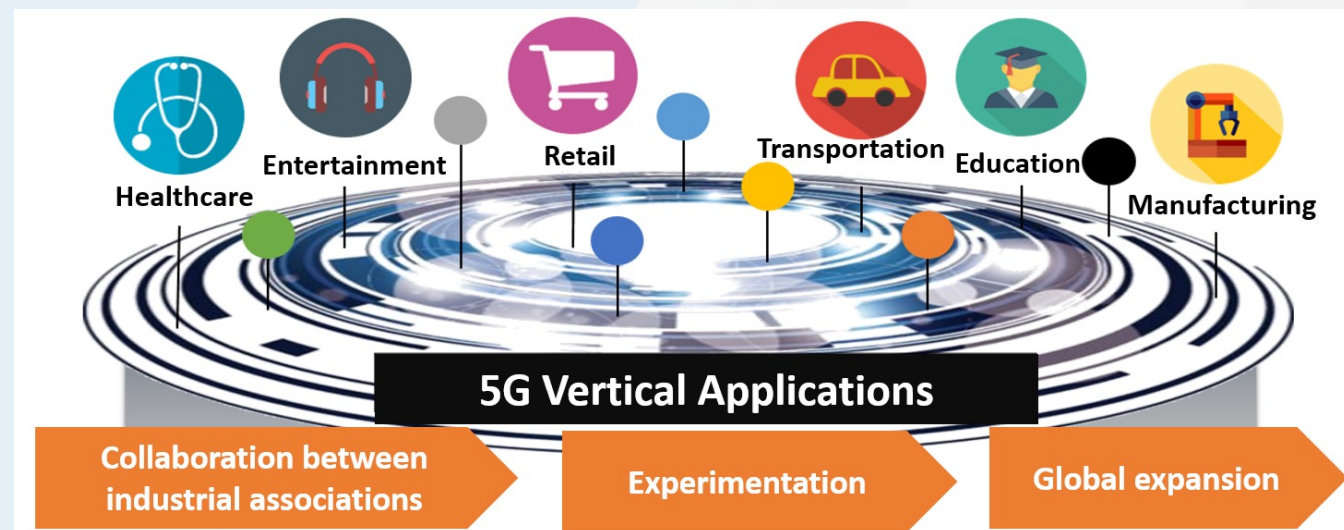 Healthcare
Entertainment
Retail
Transportation
Education
Manufacturing
5G Vertical Applications
Collaboration between
industrial associations
Experimentation
Global expansion